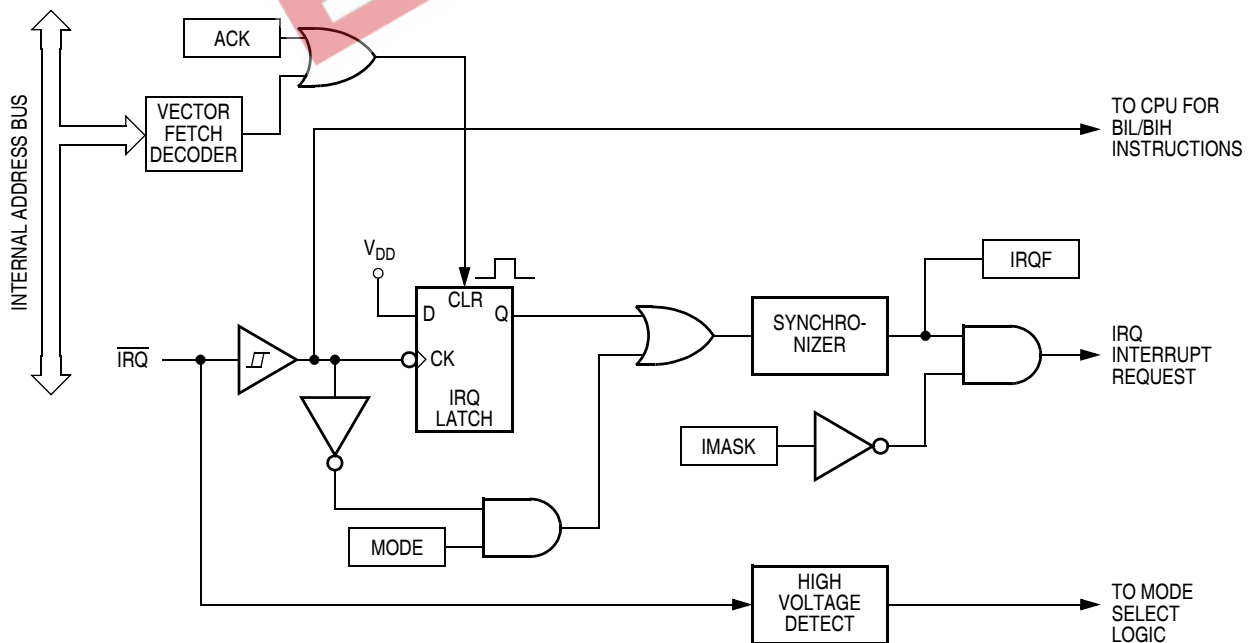 INTERNAL ADDRESS BUS
ACK
VECTOR
FETCH
DECODER
TO CPU FOR
BIL/BIH
INSTRUCTIONS
VDD
CLR
D
Q
CK
IRQ
LATCH
IRQ
SYNCHRO-
NIZER
IRQF
IRQ
INTERRUPT
REQUEST
IMASK
MODE
HIGH
VOLTAGE
DETECT
TO MODE
SELECT
LOGIC